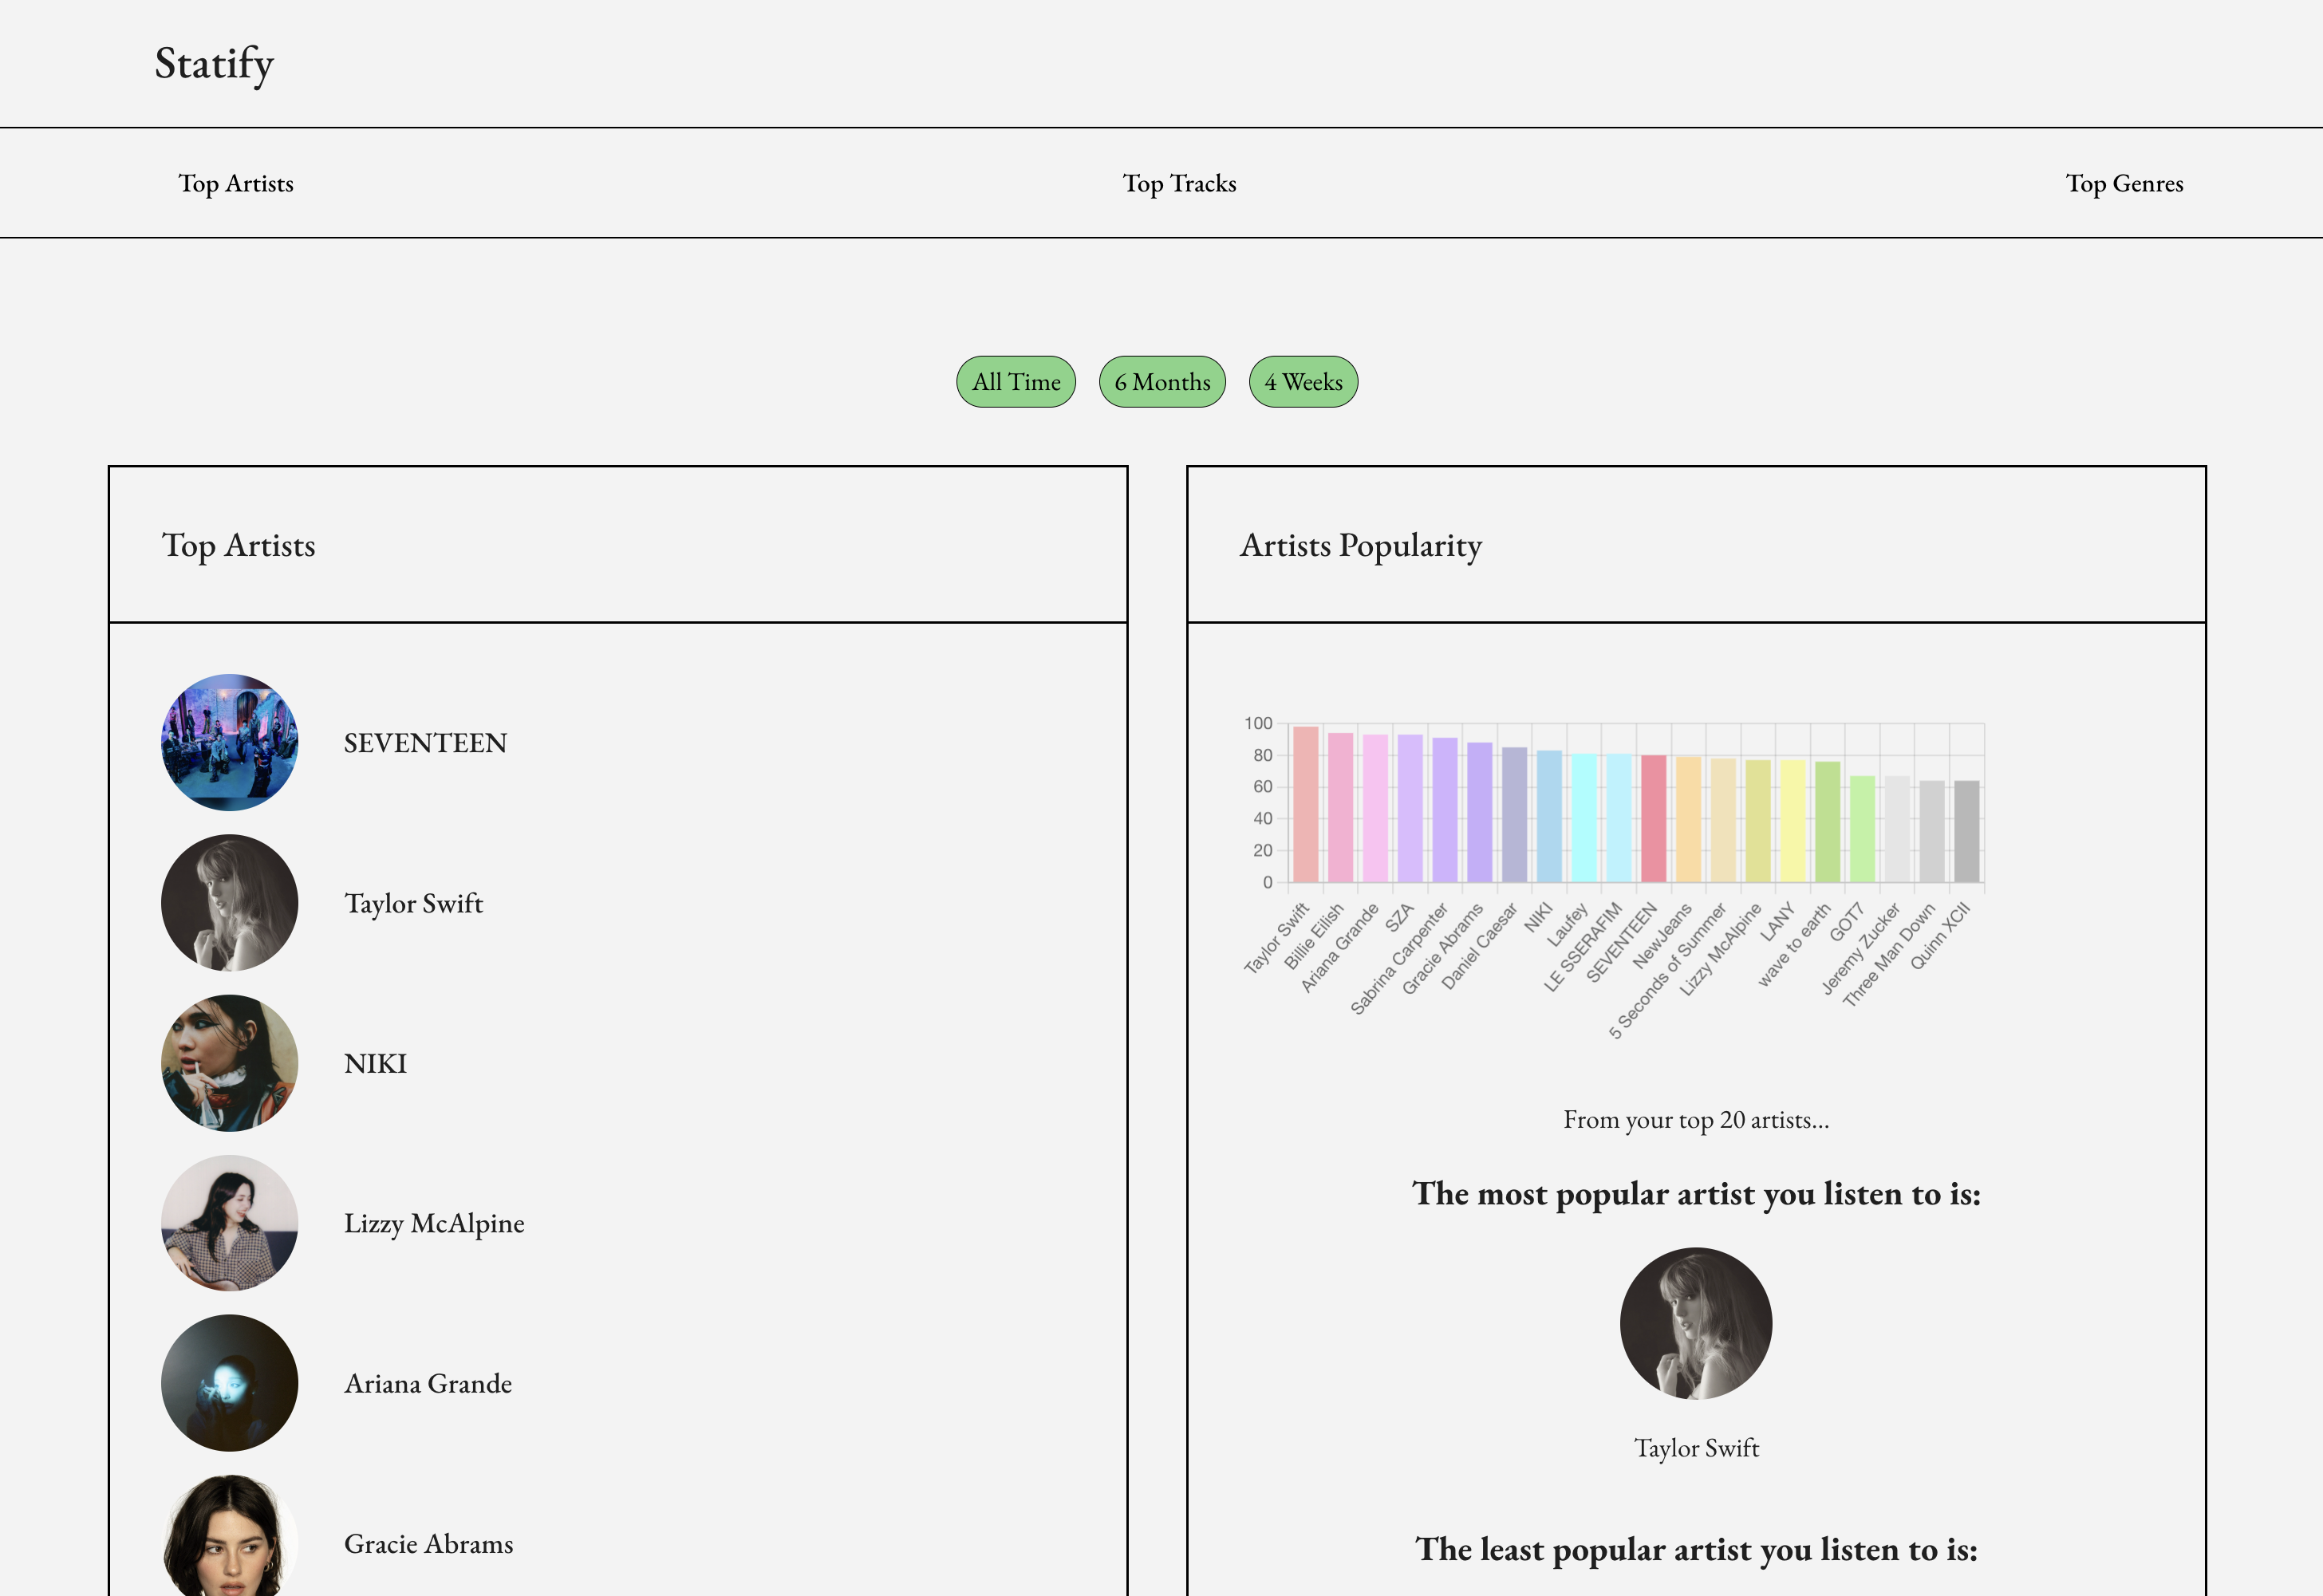 Statify
Top Artists
Top Tracks
Top Genres
All Time
6 Months
4 Weeks
Top Artists
SEVENTEEN
Taylor Swift
NIKI
Lizzy McAlpine
Ariana Grande
Gracie Abrams
Artists Popularity
100
80
60
40
20
0
Taylor Swift
Billie Eilish
Ariana Grande
SZA
Sabrina Carpenter
Gracie Abrams
Daniel Caesar
NIKI
Laufey
LE SSERAFIM
SEVENTEEN
NewJeans
5 Seconds of Summer
Lizzy McAlpine
LANY
wave to earth
GOT7
Jeremy Zucker
Three Man Down
Quinn XCII
From your top 20 artists...
The most popular artist you listen to is:
Taylor Swift
The least popular artist you listen to is: